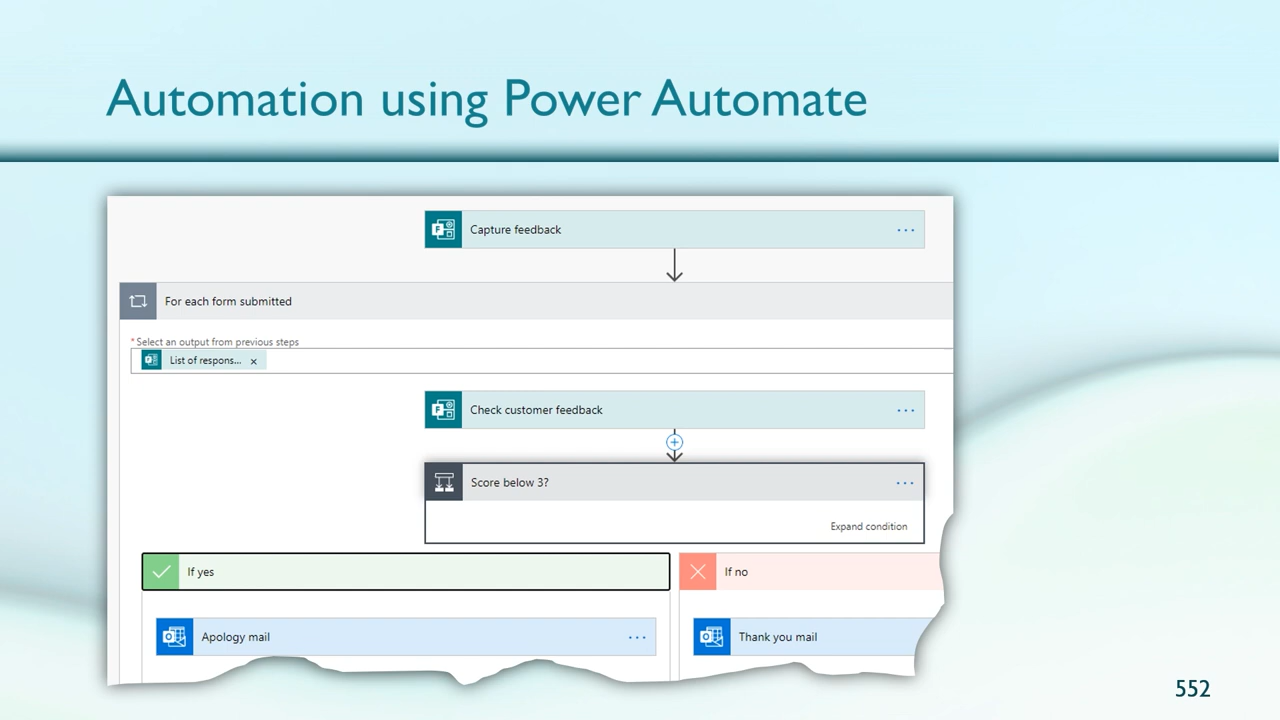 Automation using Power Automate
Capture feedback
For each form submitted
* Select an output from previous steps
List of respons... x
Check customer feedback
Score below 3?
Expand condition
If yes
If no
Apology mail
Thank you mail
552